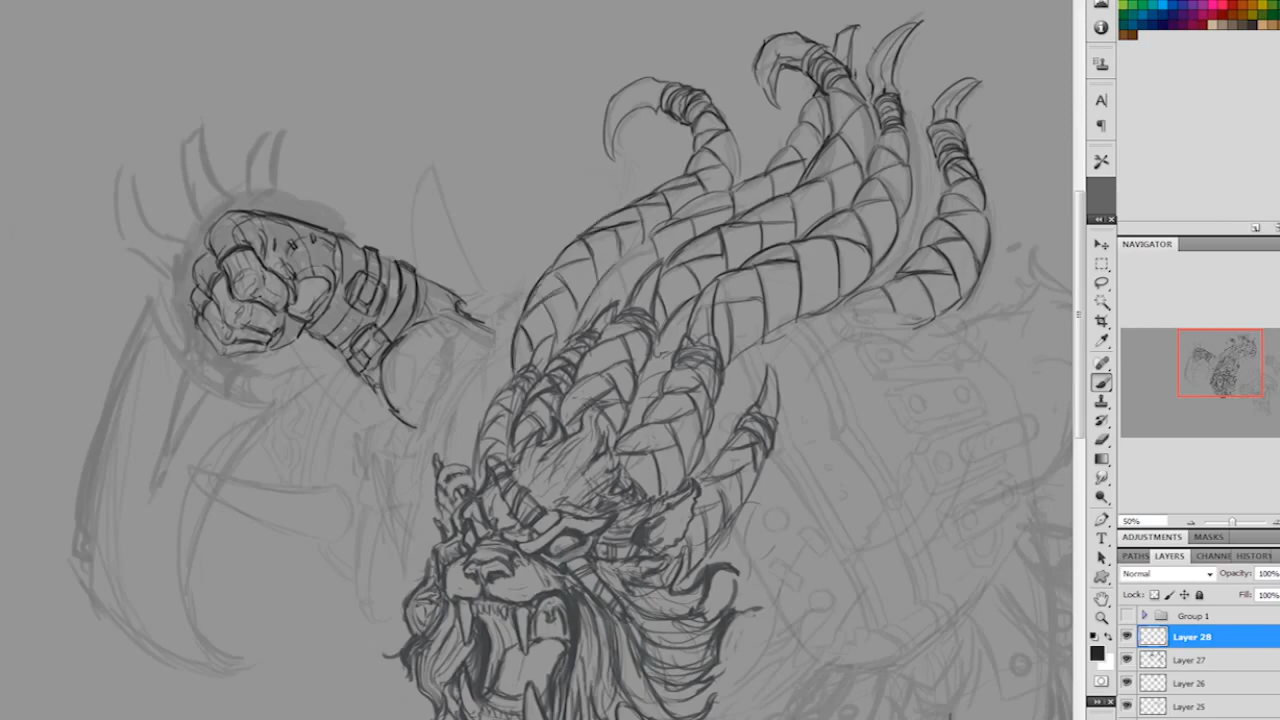 NAVIGATOR
50%
ADJUSTMENTS MASKS
PATHS LAYERS CHANNE HISTORY
Normal Opacity: 100%
Lock: Fill: 100%
Group 1
Layer 28
Layer 27
Layer 26
Layer 25